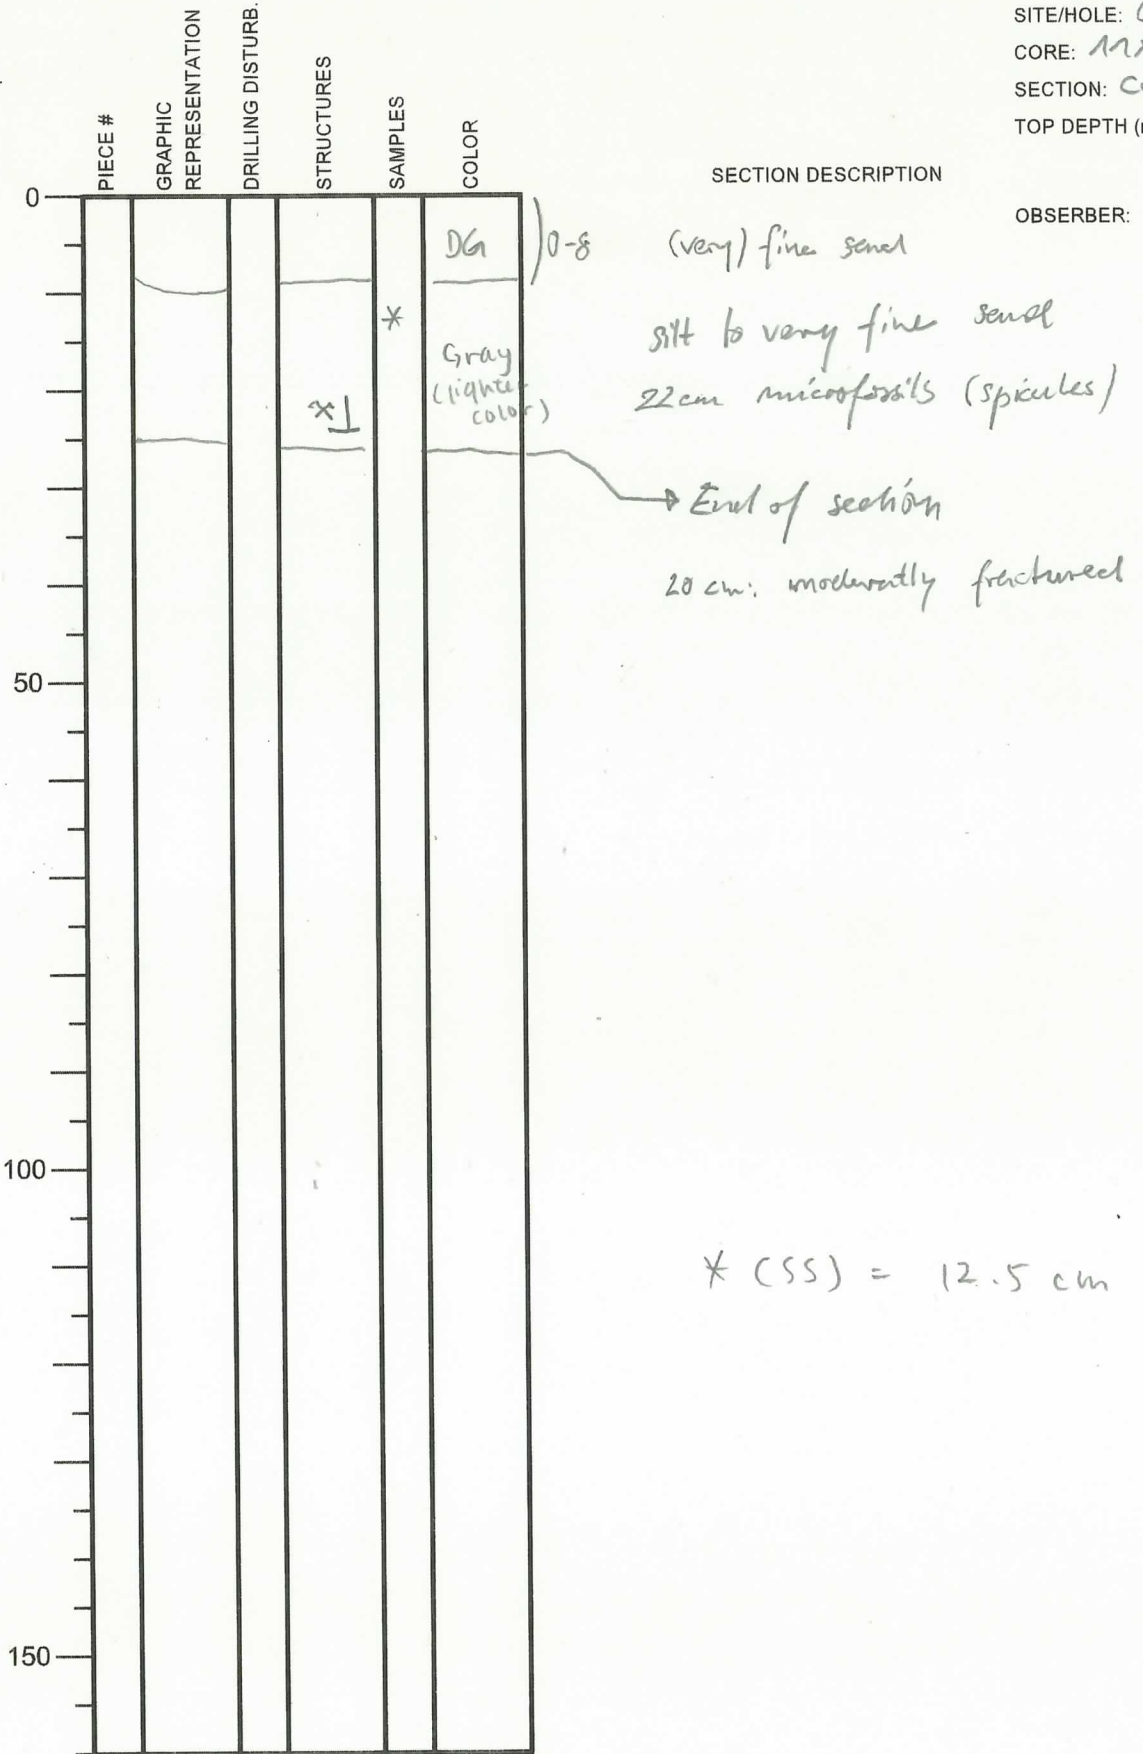 SITE/HOLE:
CORE: 11X
SECTION: C
TOP DEPTH (
PIECE #
GRAPHIC REPRESENTATION
DRILLING DISTURB.
STRUCTURES
SAMPLES
COLOR
SECTION DESCRIPTION
OBSERBER:
0
DG 0-8 (very) fine sand
* silt to very fine sand
Gray
(lighter
color)
22cm microfossils (spicules)
End of section
20 cm: moderatly fractured
50
100
* (SS) = 12.5 cm
150